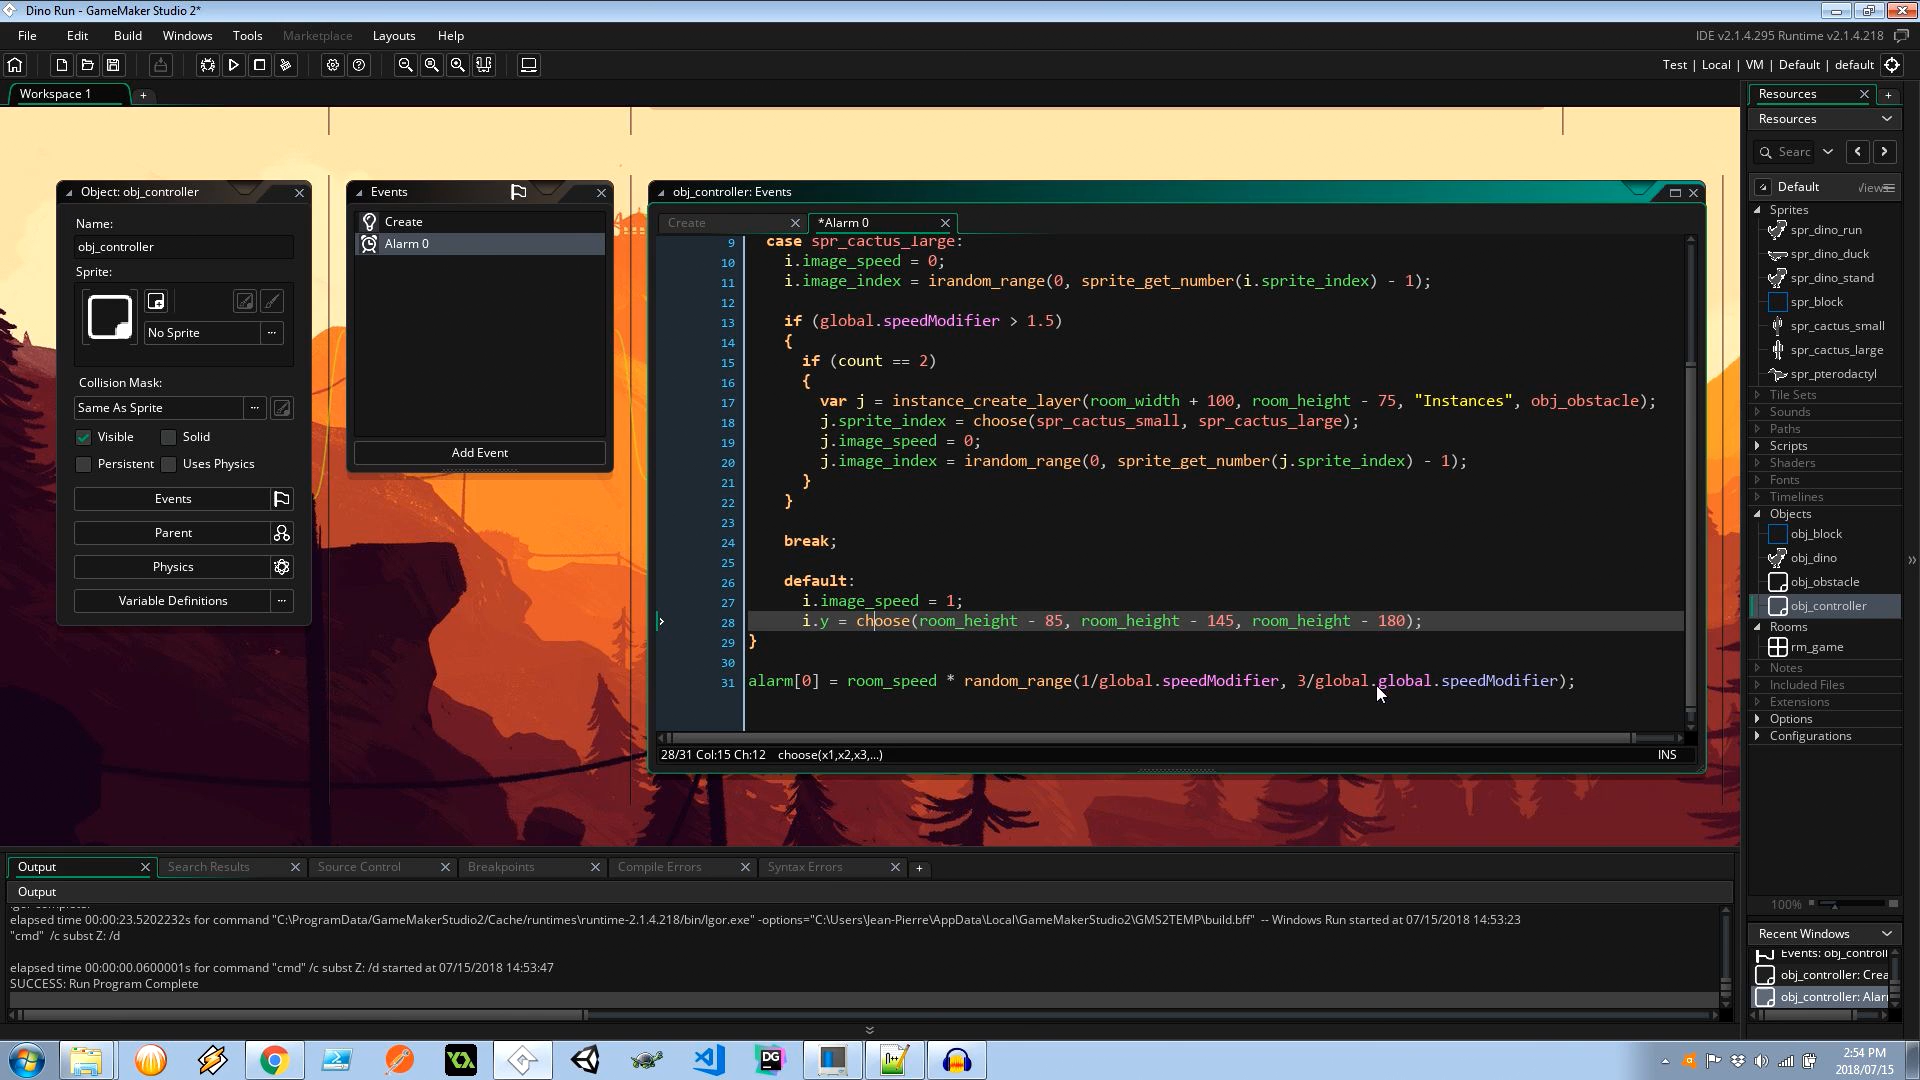 Dino Run - GameMaker Studio 2*
File Edit Build Windows Tools Marketplace Layouts Help
IDE v2.1.4.295 Runtime v2.1.4.218
Test | Local | VM | Default | default
Workspace 1
Object: obj_controller
Name:
obj_controller
Sprite:
No Sprite
Collision Mask:
Same As Sprite
Visible Solid
Persistent Uses Physics
Events
Parent
Physics
Variable Definitions
Events
Create
Alarm 0
Add Event
obj_controller: Events
Create *Alarm 0
9 case spr_cactus_large:
10 i.image_speed = 0;
11 i.image_index = irandom_range(0, sprite_get_number(i.sprite_index) - 1);
12
13 if (global.speedModifier > 1.5)
14 {
15 if (count == 2)
16 {
17 var j = instance_create_layer(room_width + 100, room_height - 75, "Instances", obj_obstacle);
18 j.sprite_index = choose(spr_cactus_small, spr_cactus_large);
19 j.image_speed = 0;
20 j.image_index = irandom_range(0, sprite_get_number(j.sprite_index) - 1);
21 }
22 }
23
24 break;
25
26 default:
27 i.image_speed = 1;
28 i.y = choose(room_height - 85, room_height - 145, room_height - 180);
29 }
30
31 alarm[0] = room_speed * random_range(1/global.speedModifier, 3/global.global.speedModifier);
28/31 Col:15 Ch:12 choose(x1,x2,x3,...) INS
Resources
Resources
Searc
Default Views
Sprites
spr_dino_run
spr_dino_duck
spr_dino_stand
spr_block
spr_cactus_small
spr_cactus_large
spr_pterodactyl
Tile Sets
Sounds
Paths
Scripts
Shaders
Fonts
Timelines
Objects
obj_block
obj_dino
obj_obstacle
obj_controller
Rooms
rm_game
Notes
Included Files
Extensions
Options
Configurations
100%
Recent Windows
Events: obj_controll
obj_controller: Crea
obj_controller: Alar
Output Search Results Source Control Breakpoints Compile Errors Syntax Errors
Output
Igor complete.
elapsed time 00:00:23.5202232s for command "C:\ProgramData/GameMakerStudio2/Cache/runtimes\runtime-2.1.4.218/bin/Igor.exe" -options="C:\Users\Jean-Pierre\AppData\Local\GameMakerStudio2\GMS2TEMP\build.bff" -- Windows Run started at 07/15/2018 14:53:23
"cmd" /c subst Z: /d
elapsed time 00:00:00.0600001s for command "cmd" /c subst Z: /d started at 07/15/2018 14:53:47
SUCCESS: Run Program Complete
DG
2:54 PM
2018/07/15